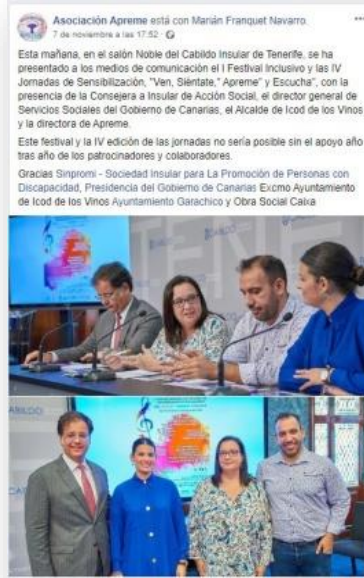 Asociación Apreme está con Marián Franquet Navarro.
7 de noviembre a las 17:52 ·
Esta mañana, en el salón Noble del Cabildo Insular de Tenerife, se ha
presentado a los medios de comunicación el I Festival Inclusivo y las IV
Jornadas de Sensibilización, "Ven, Siéntate," Apreme" y Escucha", con la
presencia de la Consejera a Insular de Acción Social, el director general de
Servicios Sociales del Gobierno de Canarias, el Alcalde de Icod de los Vinos
y la directora de Apreme.
Este festival y la IV edición de las jornadas no sería posible sin el apoyo año
tras año de los patrocinadores y colaboradores.
Gracias Sinpromi - Sociedad Insular para La Promoción de Personas con
Discapacidad, Presidencia del Gobierno de Canarias Excmo Ayuntamiento
de Icod de los Vinos Ayuntamiento Garachico y Obra Social Caixa
TENE
CABILDO